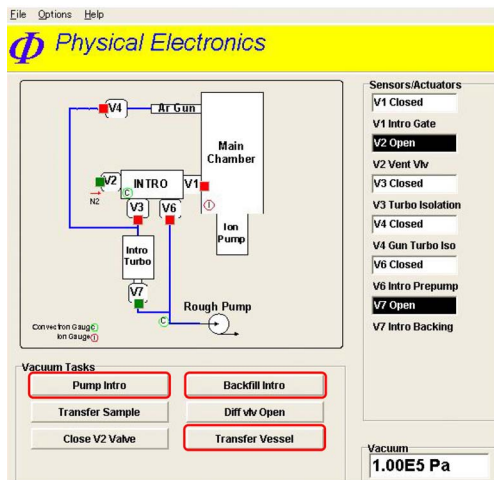 File Options Help
Φ Physical Electronics
Sensors/Actuators
V1 Closed
V1 Intro Gate
V2 Open
V2 Vent Vlv
V3 Closed
V3 Turbo Isolation
V4 Closed
V4 Gun Turbo Iso
V6 Closed
V6 Intro Prepump
V7 Open
V7 Intro Backing
V4 Ar Gun
Main
Chamber
V2 INTRO V1
N2
C
V3 V6
I
Ion
Pump
Intro
Turbo
V7
Rough Pump
C
Convectron Gauge C
Ion Gauge I
Vacuum Tasks
Pump Intro Backfill Intro
Transfer Sample Diff vlv Open
Close V2 Valve Transfer Vessel
Vacuum
1.00E5 Pa